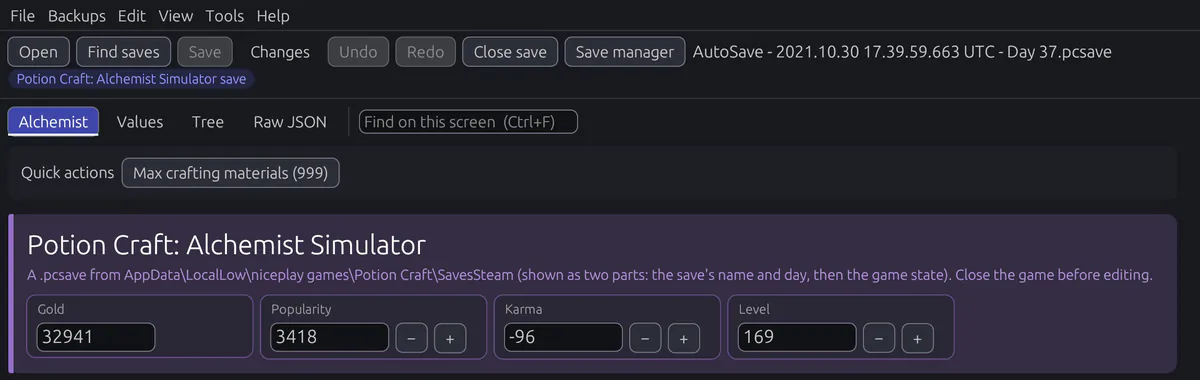 File Backups Edit View Tools Help
Open Find saves Save Changes Undo Redo Close save Save manager AutoSave - 2021.10.30 17.39.59.663 UTC - Day 37.pcsave
Potion Craft: Alchemist Simulator save
Alchemist Values Tree Raw JSON Find on this screen (Ctrl+F)
Quick actions Max crafting materials (999)
Potion Craft: Alchemist Simulator
A .pcsave from AppData\LocalLow\niceplay games\Potion Craft\SavesSteam (shown as two parts: the save's name and day, then the game state). Close the game before editing.
Gold Popularity Karma Level
32941 3418 − + -96 − + 169 − +